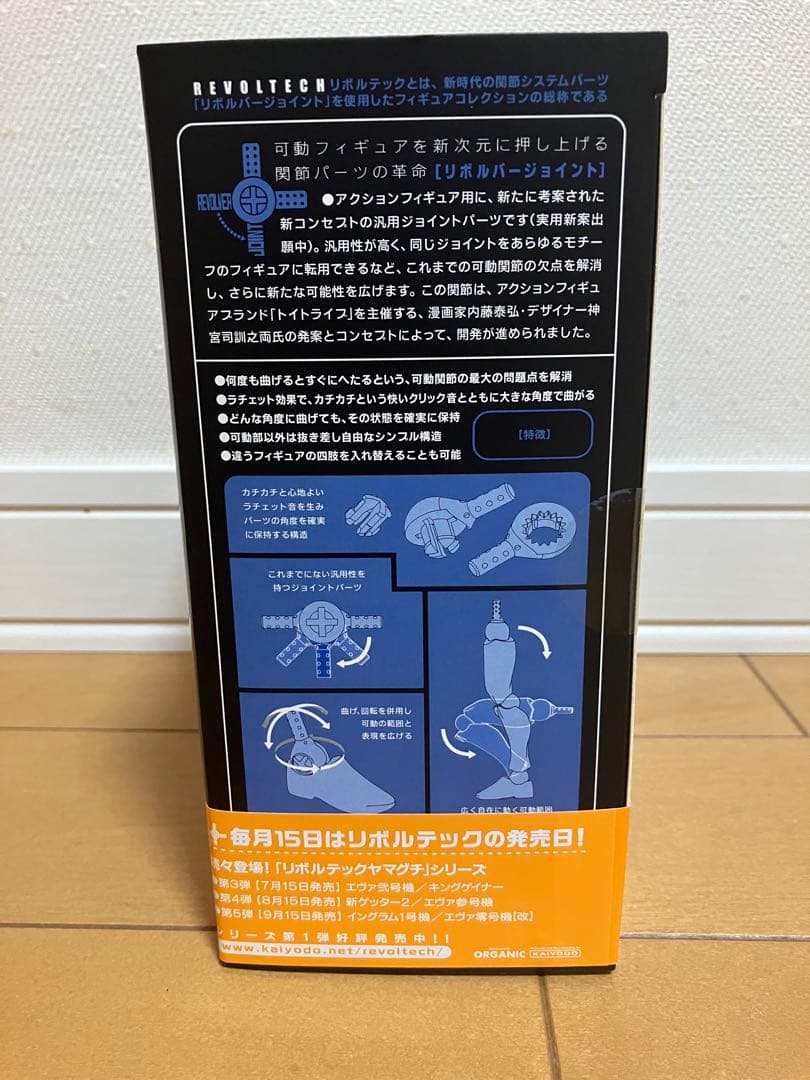 REVOLTECH リボルテックとは、新時代の関節システムパーツ
「リボルバージョイント」を使用したフィギュアコレクションの総称である
REVOLVER
JOINT
可動フィギュアを新次元に押し上げる
関節パーツの革命【リボルバージョイント】
●アクションフィギュア用に、新たに考案された
新コンセプトの汎用ジョイントパーツです(実用新案出
願中)。汎用性が高く、同じジョイントをあらゆるモチー
フのフィギュアに転用できるなど、これまでの可動関節の欠点を解消
し、さらに新たな可能性を広げます。この関節は、アクションフィギュ
アブランド「トイトライブ」を主催する、漫画家内藤泰弘・デザイナー神
宮司訓之両氏の発案とコンセプトによって、開発が進められました。
●何度も曲げるとすぐにへたるという、可動関節の最大の問題点を解消
●ラチェット効果で、カチカチという快いクリック音とともに大きな角度で曲がる
●どんな角度に曲げても、その状態を確実に保持
●可動部以外は抜き差し自由なシンプル構造
●違うフィギュアの四肢を入れ替えることも可能
【特徴】
カチカチと心地よい
ラチェット音を生み
パーツの角度を確実
に保持する構造
これまでにない汎用性を
持つジョイントパーツ
曲げ、回転を併用し
可動の範囲と
表現を広げる
広く自在に動く可動範囲
毎月15日はリボルテックの発売日!
々登場!「リボルテックヤマグチ」シリーズ
●第3弾【7月15日発売】エヴァ弐号機/キングゲイナー
●第4弾【8月15日発売】新ゲッター2/エヴァ参号機
●第5弾【9月15日発売】イングラム1号機/エヴァ零号機【改】
シリーズ第1弾好評発売中!!
www.kaiyodo.net/revoltech/
ORGANIC KAIYODO